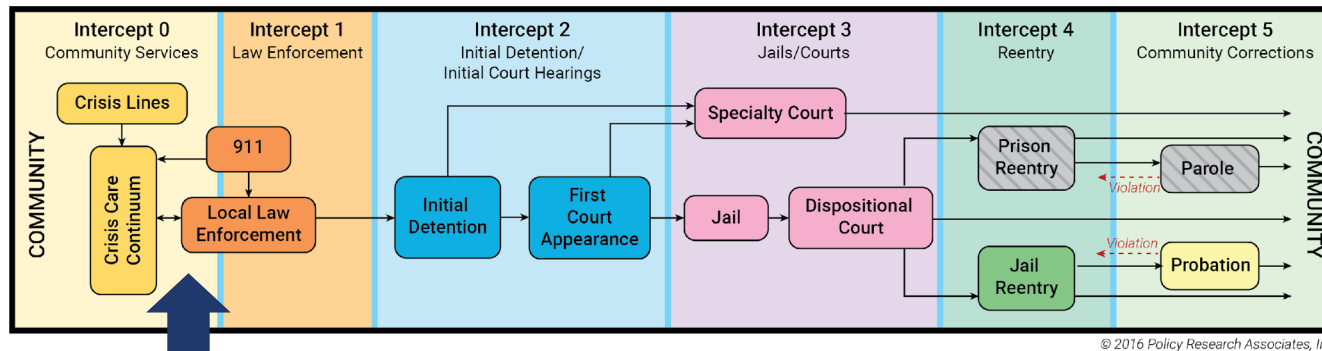 Intercept 0
Community Services
Intercept 1
Law Enforcement
Intercept 2
Initial Detention/
Initial Court Hearings
Intercept 3
Jails/Courts
Intercept 4
Reentry
Intercept 5
Community Corrections
COMMUNITY
Crisis Lines
Crisis Care
Continuum
911
Local Law
Enforcement
Initial
Detention
First
Court
Appearance
Specialty Court
Jail
Dispositional
Court
Prison
Reentry
Violation
Parole
Jail
Reentry
Violation
Probation
COMMUNITY
© 2016 Policy Research Associates,